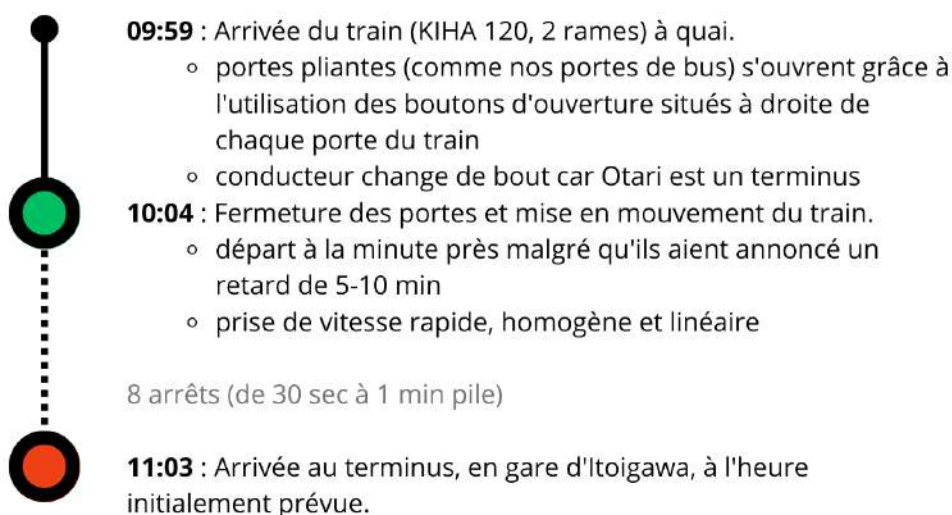 09:59 : Arrivée du train (KIHA 120, 2 rames) à quai.
◦ portes pliantes (comme nos portes de bus) s'ouvrent grâce à
l'utilisation des boutons d'ouverture situés à droite de
chaque porte du train
◦ conducteur change de bout car Otari est un terminus
10:04 : Fermeture des portes et mise en mouvement du train.
◦ départ à la minute près malgré qu'ils aient annoncé un
retard de 5-10 min
◦ prise de vitesse rapide, homogène et linéaire
8 arrêts (de 30 sec à 1 min pile)
11:03 : Arrivée au terminus, en gare d'Itoigawa, à l'heure
initialement prévue.